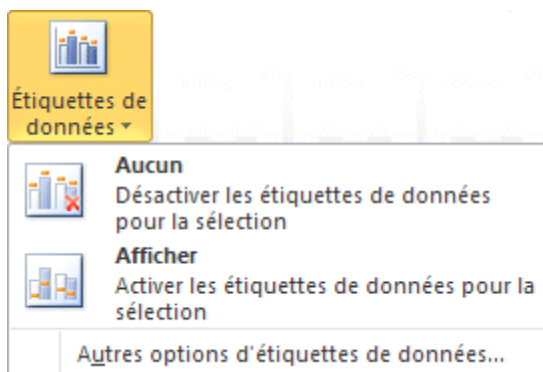 Étiquettes de
données
Aucun
Désactiver les étiquettes de données
pour la sélection
Afficher
Activer les étiquettes de données pour la
sélection
Autres options d'étiquettes de données...